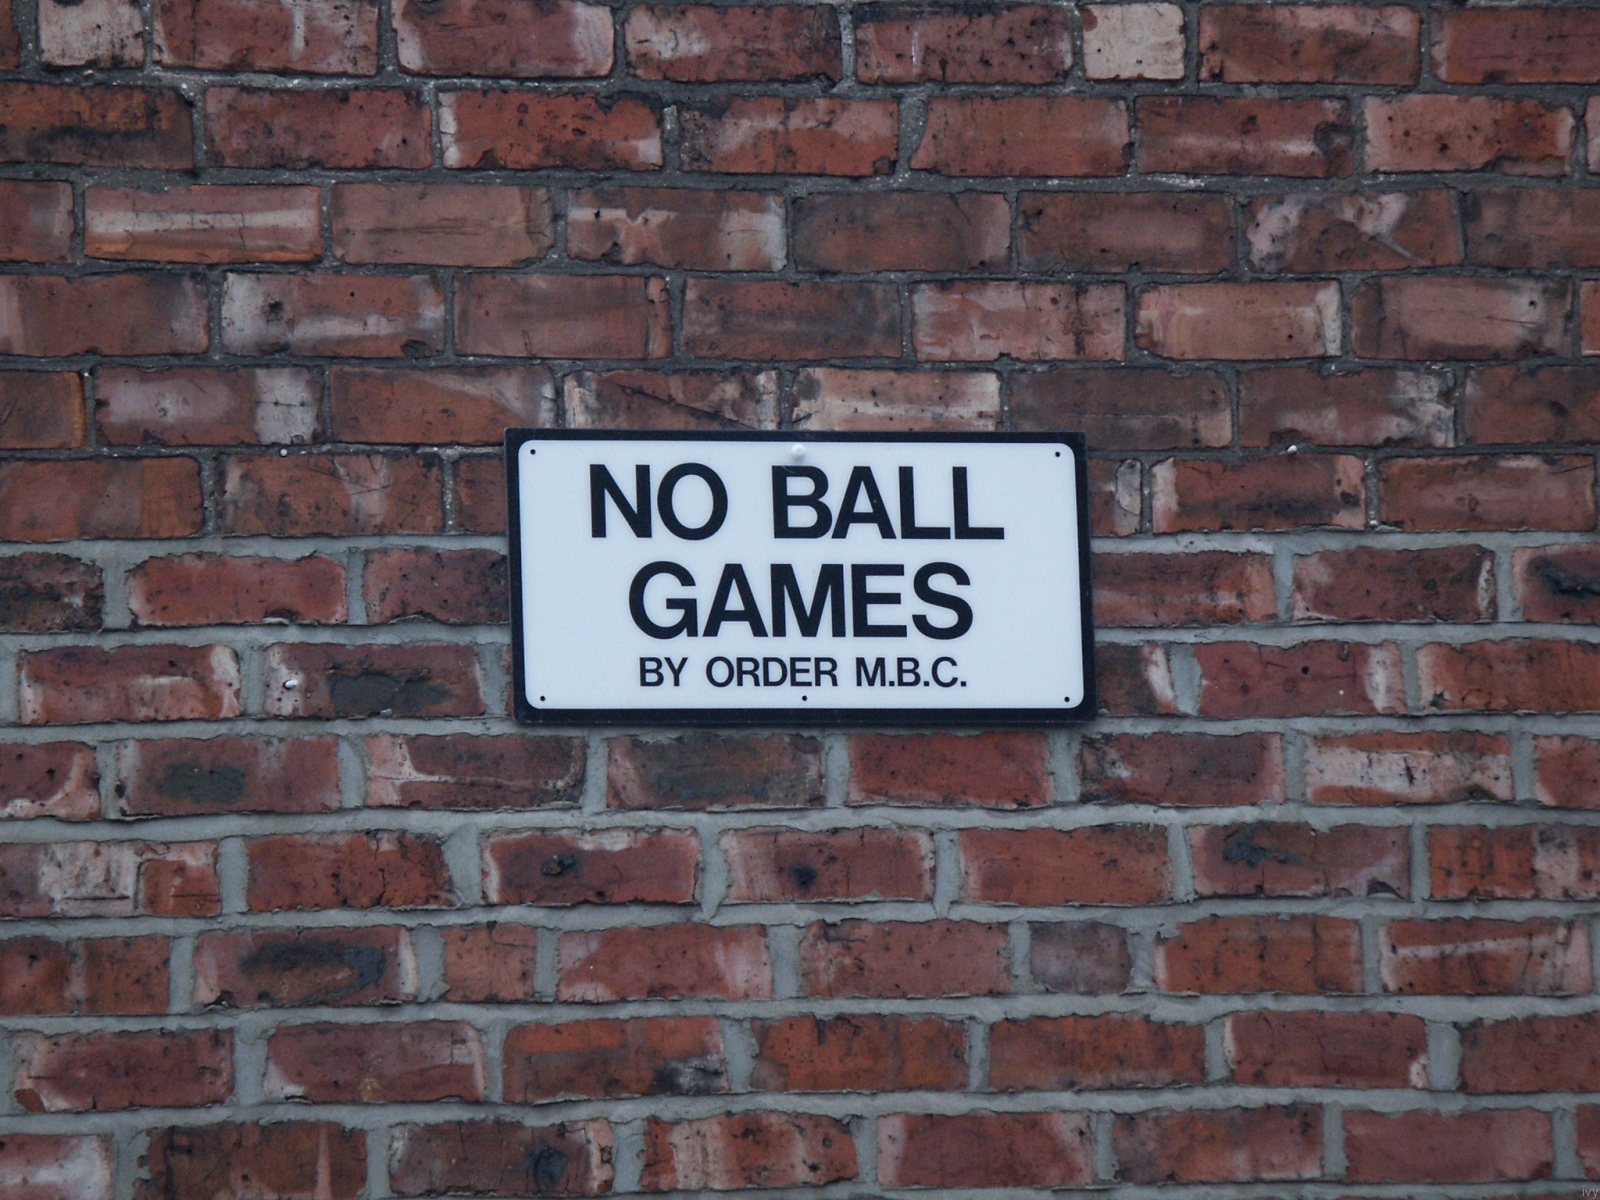 NO BALL
GAMES
BY ORDER M.B.C.